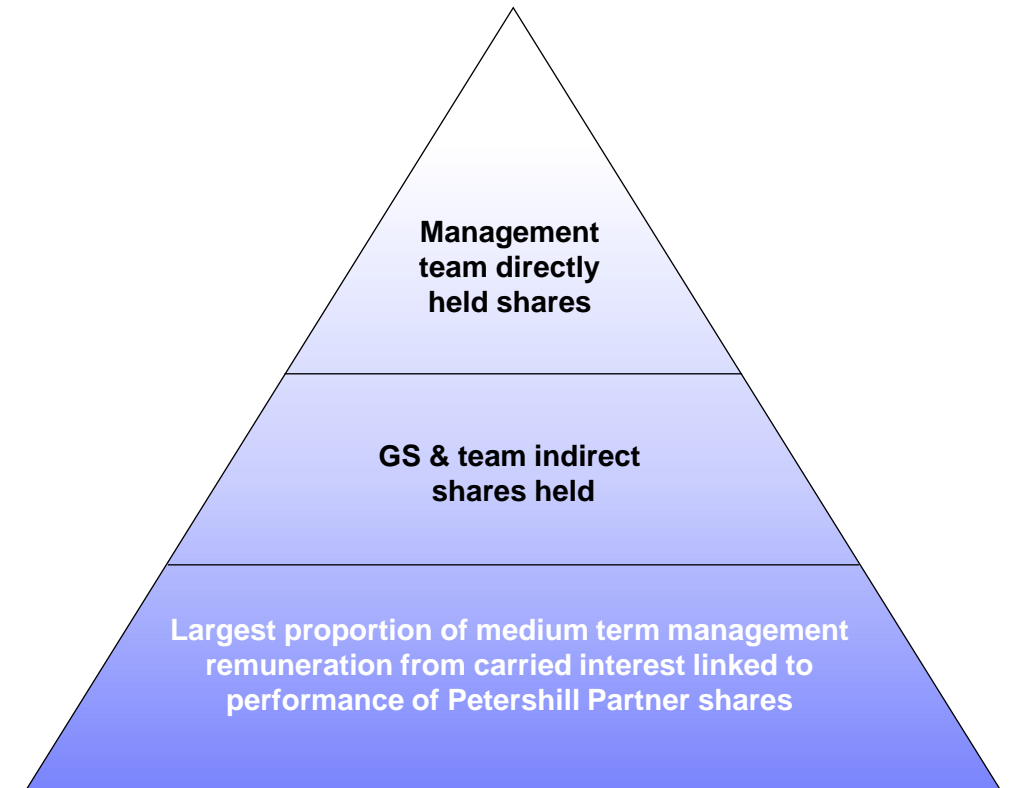 Management
team directly
held shares
GS & team indirect
shares held
Largest proportion of medium term management
remuneration from carried interest linked to
performance of Petershill Partner shares